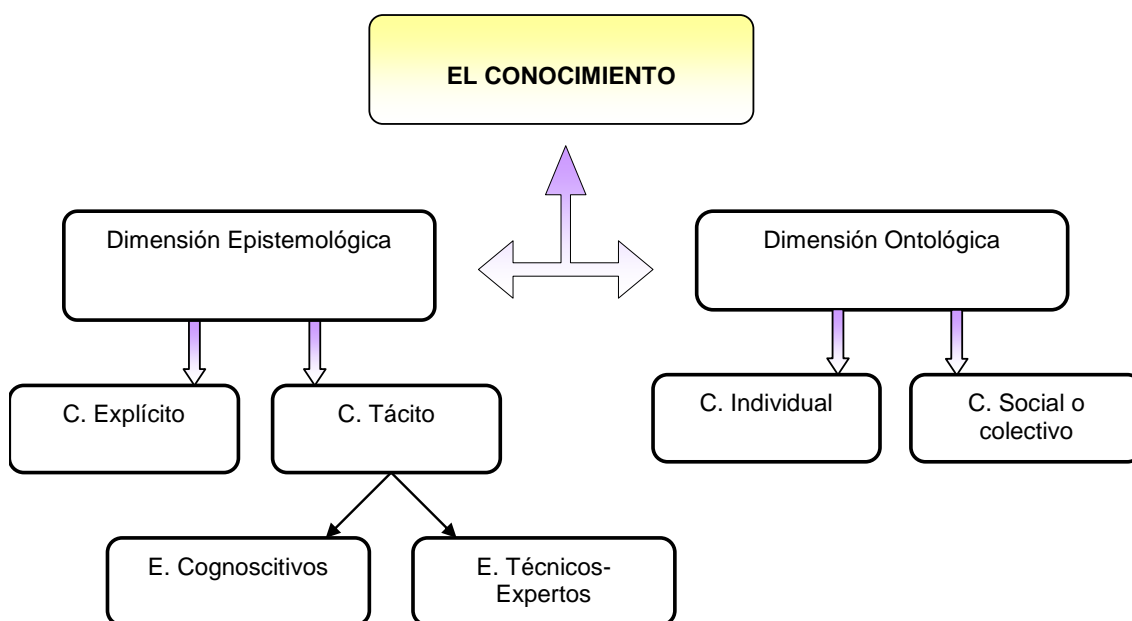 EL CONOCIMIENTO
Dimensión Epistemológica
Dimensión Ontológica
C. Explícito
C. Tácito
C. Individual
C. Social o
colectivo
E. Cognoscitivos
E. Técnicos-
Expertos